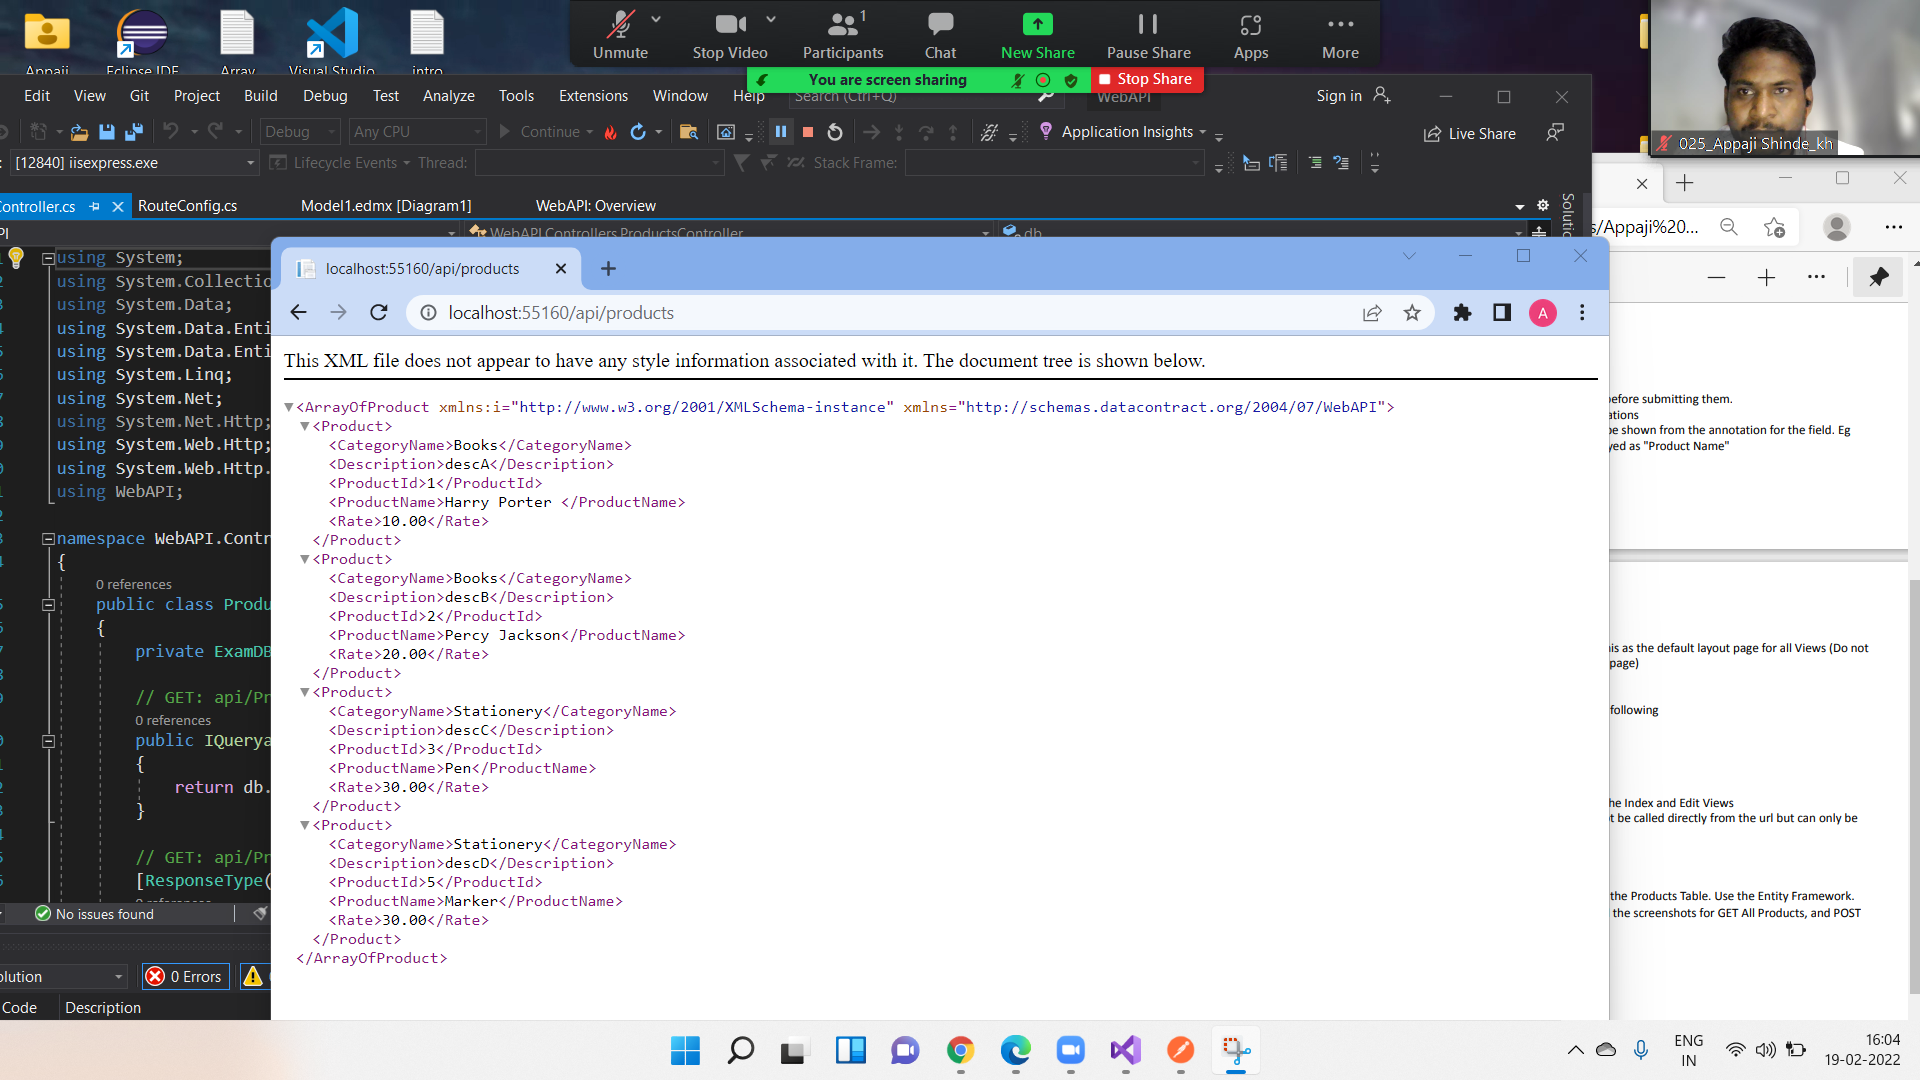 Appaji
Eclipse IDE
Array
Visual Studio
intro
Unmute
Stop Video
Participants
1
Chat
New Share
Pause Share
Apps
More
You are screen sharing
Stop Share
025_Appaji Shinde_kh
Edit View Git Project Build Debug Test Analyze Tools Extensions Window Help
Search (Ctrl+Q)
WebAPI
Sign in
Debug
Any CPU
Continue
Application Insights
Live Share
[12840] iisexpress.exe
Lifecycle Events
Thread:
Stack Frame:
ontroller.cs
RouteConfig.cs
Model1.edmx [Diagram1]
WebAPI: Overview
WebAPI.Controllers.ProductsController
db
using System;
using System.Collectio
using System.Data;
using System.Data.Enti
using System.Data.Enti
using System.Linq;
using System.Net;
using System.Net.Http;
using System.Web.Http;
using System.Web.Http.
using WebAPI;
namespace WebAPI.Contr
{
0 references
public class Produ
{
private ExamDB
// GET: api/Pr
0 references
public IQuerya
{
return db.
}
// GET: api/Pr
[ResponseType(
No issues found
olution
0 Errors
Code
Description
localhost:55160/api/products
localhost:55160/api/products
A
This XML file does not appear to have any style information associated with it. The document tree is shown below.
<ArrayOfProduct xmlns:i="http://www.w3.org/2001/XMLSchema-instance" xmlns="http://schemas.datacontract.org/2004/07/WebAPI">
<Product>
<CategoryName>Books</CategoryName>
<Description>descA</Description>
<ProductId>1</ProductId>
<ProductName>Harry Porter </ProductName>
<Rate>10.00</Rate>
</Product>
<Product>
<CategoryName>Books</CategoryName>
<Description>descB</Description>
<ProductId>2</ProductId>
<ProductName>Percy Jackson</ProductName>
<Rate>20.00</Rate>
</Product>
<Product>
<CategoryName>Stationery</CategoryName>
<Description>descC</Description>
<ProductId>3</ProductId>
<ProductName>Pen</ProductName>
<Rate>30.00</Rate>
</Product>
<Product>
<CategoryName>Stationery</CategoryName>
<Description>descD</Description>
<ProductId>5</ProductId>
<ProductName>Marker</ProductName>
<Rate>30.00</Rate>
</Product>
</ArrayOfProduct>
s/Appaji%20...
before submitting them.
ations
be shown from the annotation for the field. Eg
yed as "Product Name"
is as the default layout page for all Views (Do not
page)
following
he Index and Edit Views
t be called directly from the url but can only be
the Products Table. Use the Entity Framework.
the screenshots for GET All Products, and POST
Solutio
ENG
IN
16:04
19-02-2022